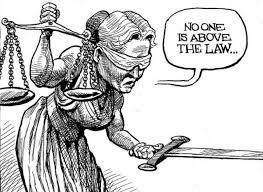 NO ONE
IS ABOVE
THE LAW...